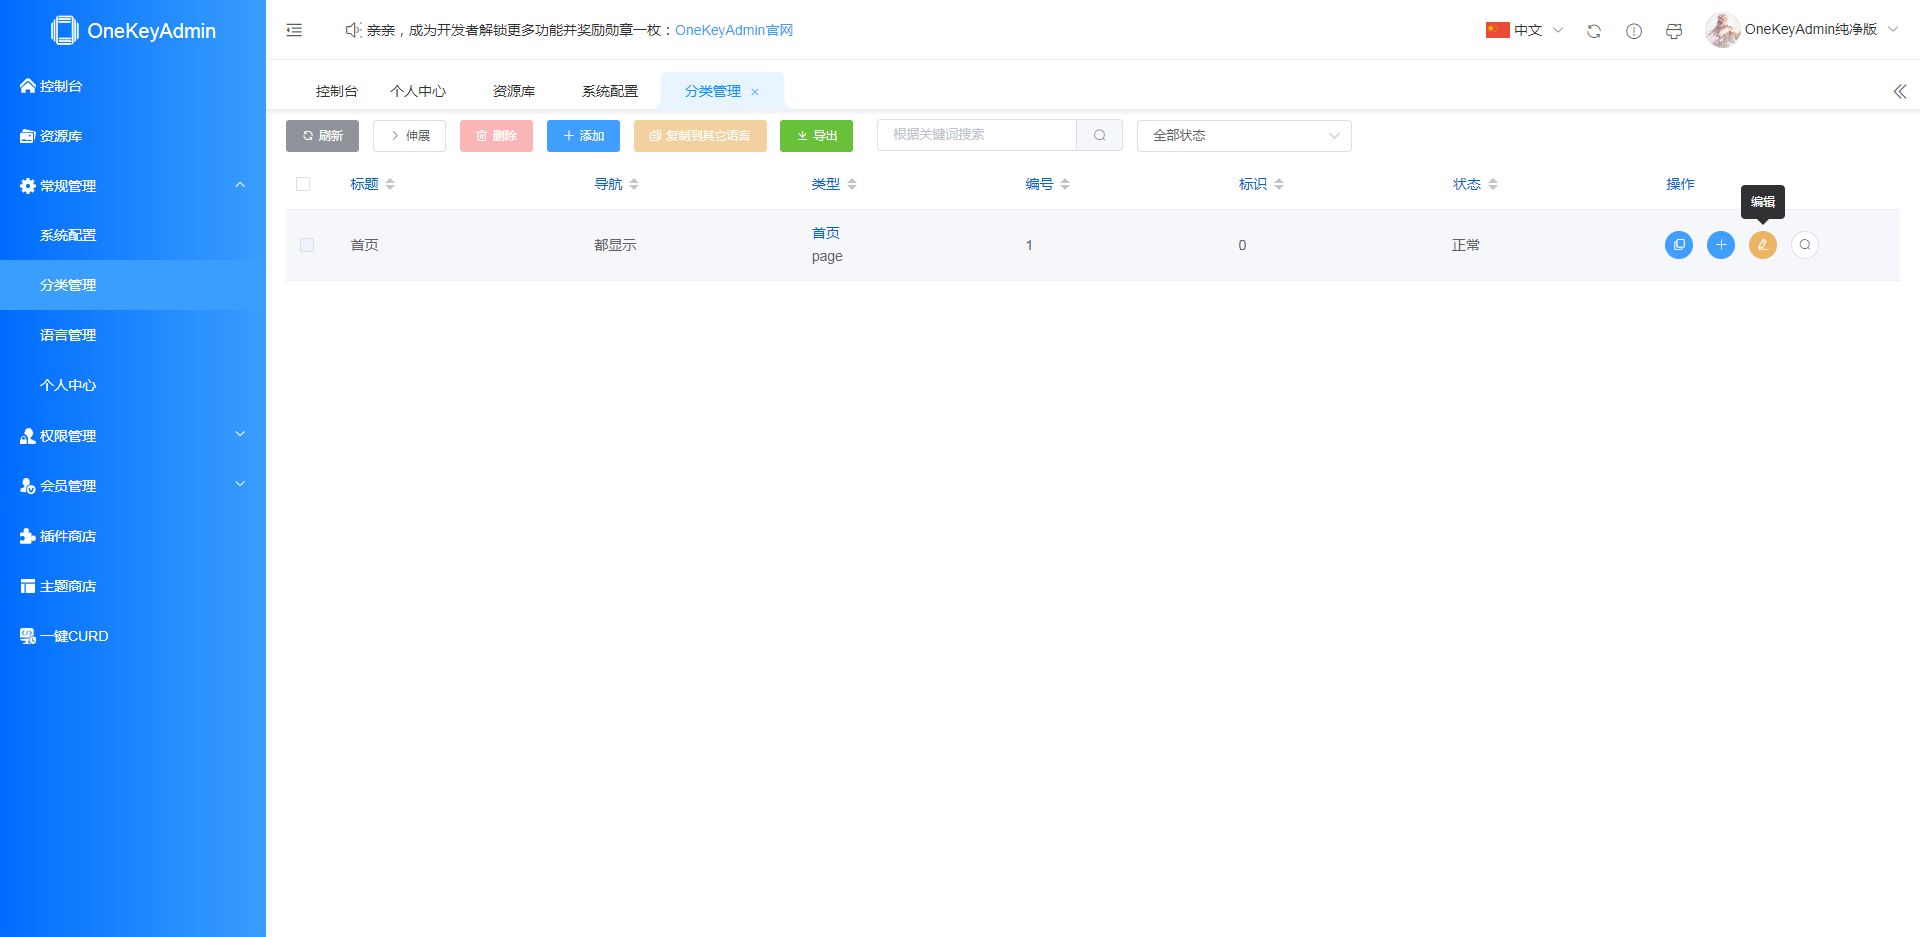 OneKeyAdmin
控制台
资源库
常规管理
系统配置
分类管理
语言管理
个人中心
权限管理
会员管理
插件商店
主题商店
一键CURD
亲亲，成为开发者解锁更多功能并奖励勋章一枚：OneKeyAdmin官网
中文
OneKeyAdmin纯净版
控制台 个人中心 资源库 系统配置 分类管理
刷新 伸展 删除 添加 复制到其它语言 导出 根据关键词搜索 全部状态
标题 导航 类型 编号 标识 状态 操作
编辑
首页 都显示 首页 1 0 正常
page